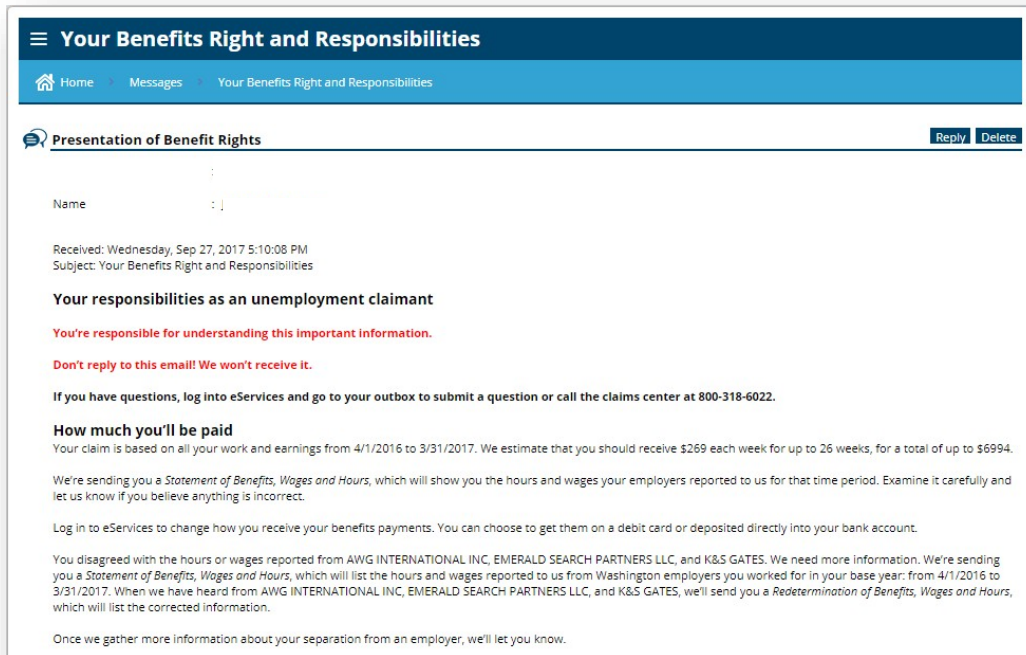 Your Benefits Right and Responsibilities
Home > Messages > Your Benefits Right and Responsibilities
Presentation of Benefit Rights
Reply Delete
:
Name :
Received: Wednesday, Sep 27, 2017 5:10:08 PM
Subject: Your Benefits Right and Responsibilities
Your responsibilities as an unemployment claimant
You're responsible for understanding this important information.
Don't reply to this email! We won't receive it.
If you have questions, log into eServices and go to your outbox to submit a question or call the claims center at 800-318-6022.
How much you'll be paid
Your claim is based on all your work and earnings from 4/1/2016 to 3/31/2017. We estimate that you should receive $269 each week for up to 26 weeks, for a total of up to $6994.
We're sending you a Statement of Benefits, Wages and Hours, which will show you the hours and wages your employers reported to us for that time period. Examine it carefully and
let us know if you believe anything is incorrect.
Log in to eServices to change how you receive your benefits payments. You can choose to get them on a debit card or deposited directly into your bank account.
You disagreed with the hours or wages reported from AWG INTERNATIONAL INC, EMERALD SEARCH PARTNERS LLC, and K&S GATES. We need more information. We're sending
you a Statement of Benefits, Wages and Hours, which will list the hours and wages reported to us from Washington employers you worked for in your base year: from 4/1/2016 to
3/31/2017. When we have heard from AWG INTERNATIONAL INC, EMERALD SEARCH PARTNERS LLC, and K&S GATES, we'll send you a Redetermination of Benefits, Wages and Hours,
which will list the corrected information.
Once we gather more information about your separation from an employer, we'll let you know.